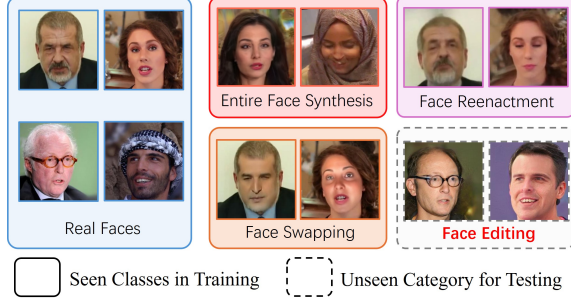 Entire Face Synthesis
Face Reenactment
Real Faces
Face Swapping
Face Editing
Seen Classes in Training
Unseen Category for Testing